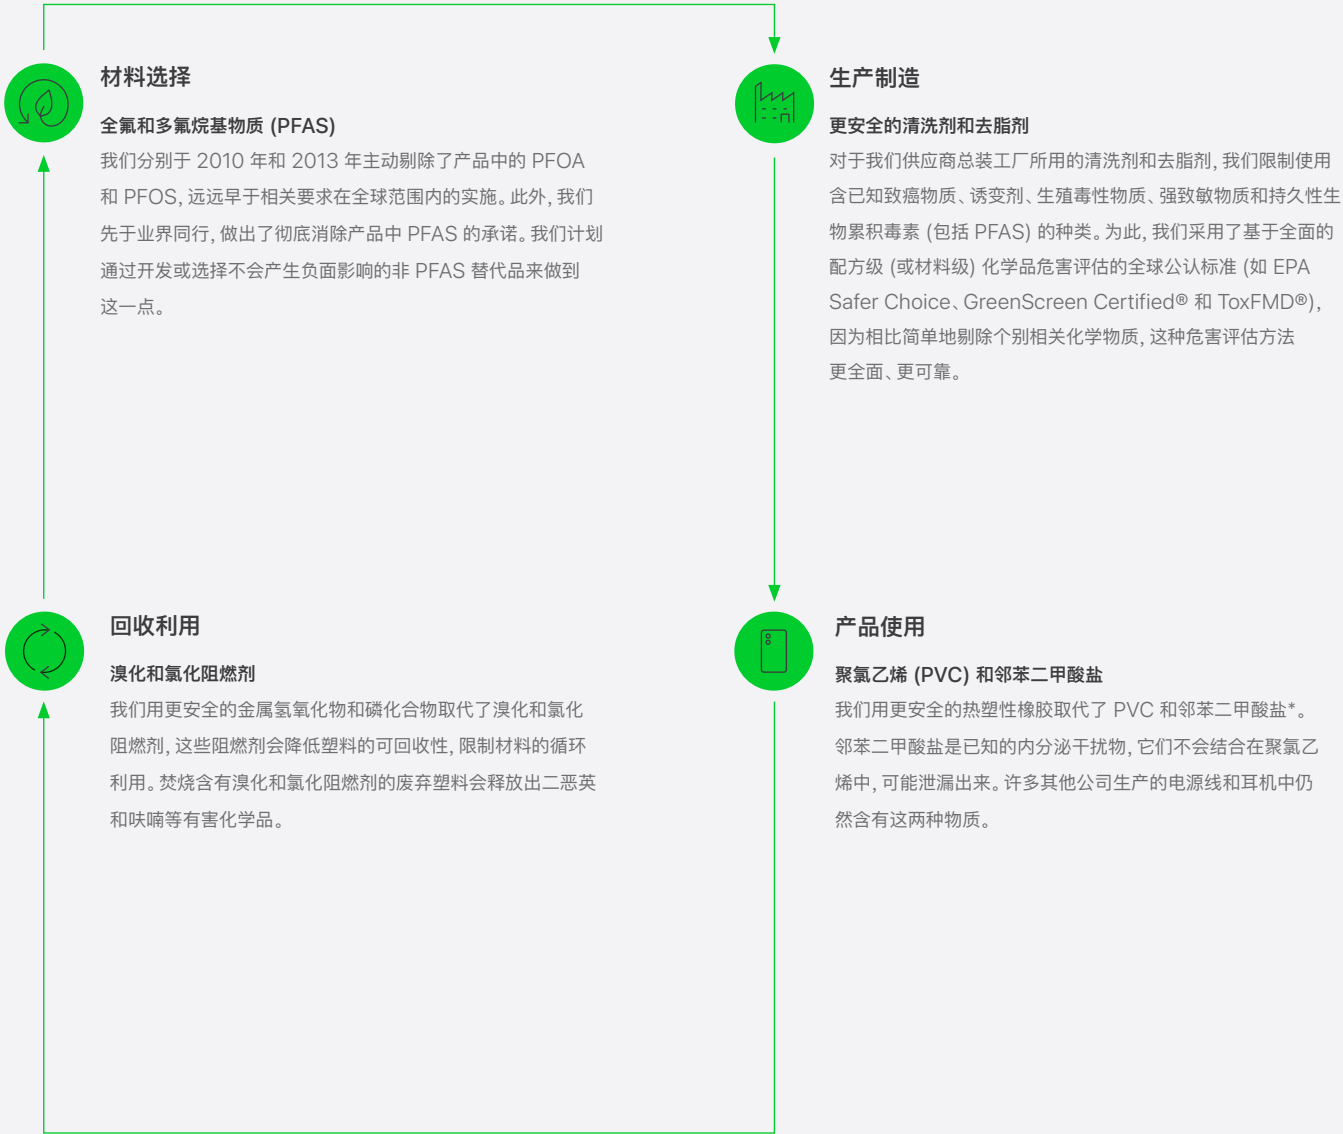 材料选择
全氟和多氟烷基物质 (PFAS)
我们分别于 2010 年和 2013 年主动剔除了产品中的 PFOA
和 PFOS，远远早于相关要求在全球范围内的实施。此外，我们
先于业界同行，做出了彻底消除产品中 PFAS 的承诺。我们计划
通过开发或选择不会产生负面影响的非 PFAS 替代品来做到
这一点。
生产制造
更安全的清洗剂和去脂剂
对于我们供应商总装工厂所用的清洗剂和去脂剂，我们限制使用
含已知致癌物质、诱变剂、生殖毒性物质、强致敏物质和持久性生
物累积毒素 (包括 PFAS) 的种类。为此，我们采用了基于全面的
配方级 (或材料级) 化学品危害评估的全球公认标准 (如 EPA
Safer Choice、GreenScreen Certified® 和 ToxFMD®)，
因为相比简单地剔除个别相关化学物质，这种危害评估方法
更全面、更可靠。
回收利用
溴化和氯化阻燃剂
我们用更安全的金属氢氧化物和磷化合物取代了溴化和氯化
阻燃剂，这些阻燃剂会降低塑料的可回收性，限制材料的循环
利用。焚烧含有溴化和氯化阻燃剂的废弃塑料会释放出二恶英
和呋喃等有害化学品。
产品使用
聚氯乙烯 (PVC) 和邻苯二甲酸盐
我们用更安全的热塑性橡胶取代了 PVC 和邻苯二甲酸盐*。
邻苯二甲酸盐是已知的内分泌干扰物，它们不会结合在聚氯乙
烯中，可能泄漏出来。许多其他公司生产的电源线和耳机中仍
然含有这两种物质。